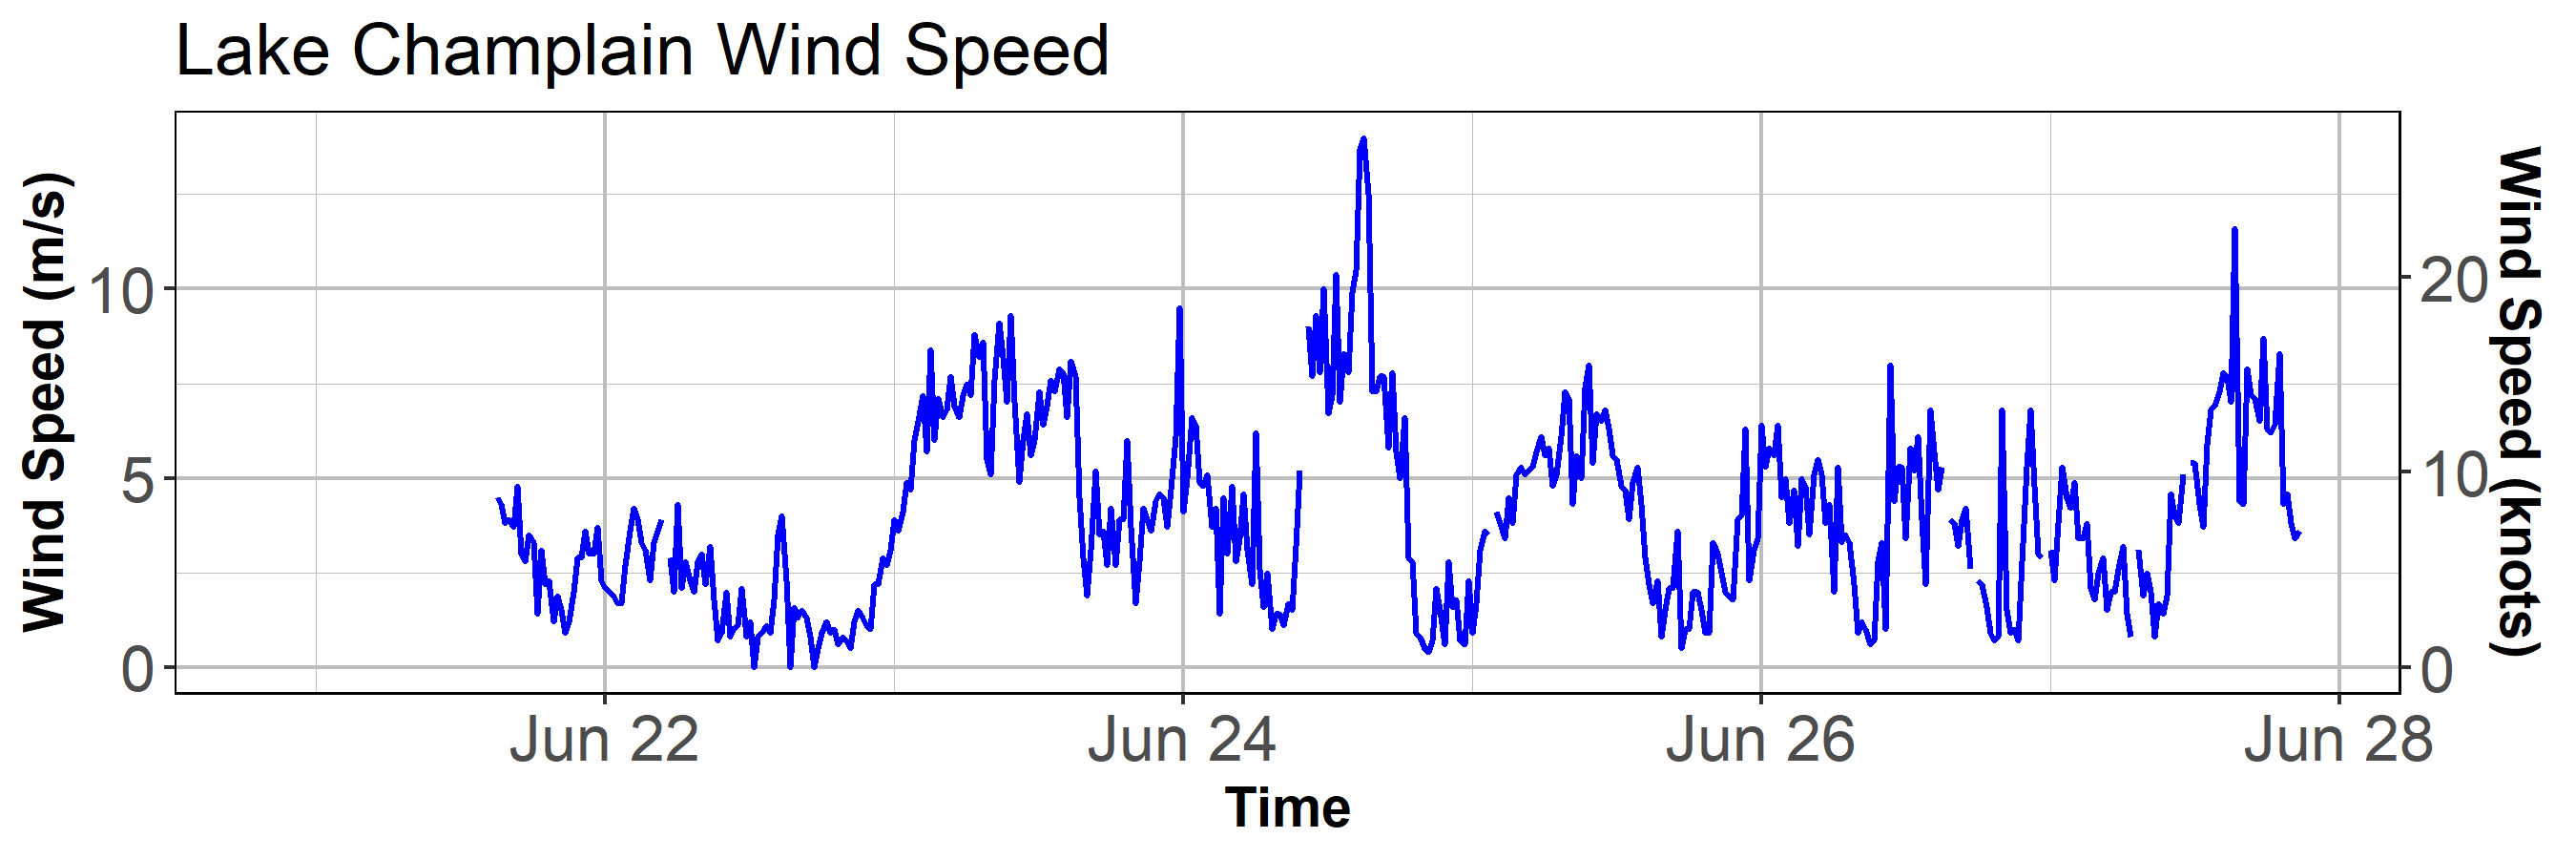 Lake Champlain Wind Speed
Wind Speed (m/s)
10
5
0
20
10
0
Wind Speed (knots)
Jun 22
Jun 24
Jun 26
Jun 28
Time